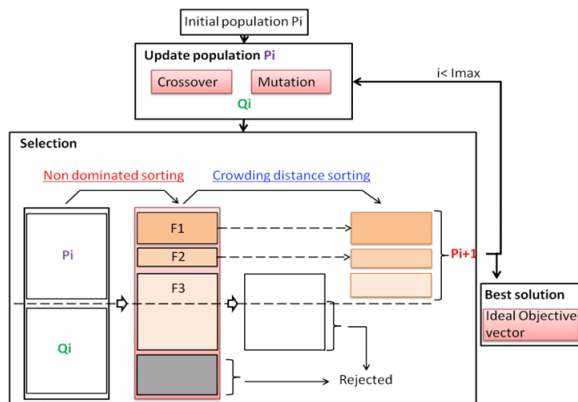 Initial population Pi
Update population Pi
Crossover
Mutation
Qi
i< Imax
Selection
Non dominated sorting
Crowding distance sorting
Pi
F1
F2
F3
Pi+1
Qi
Rejected
Best solution
Ideal Objective
vector